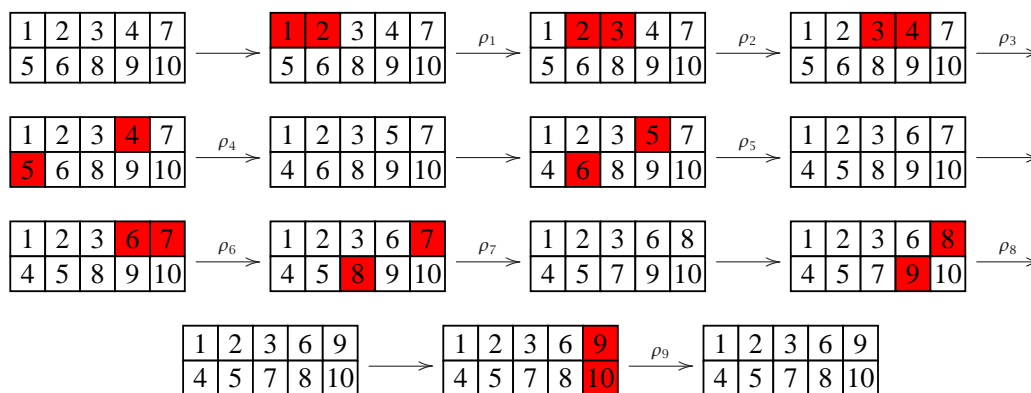 1 2 3 4 7 1 2 3 4 7 ρ₁ 1 2 3 4 7 ρ₂ 1 2 3 4 7 ρ₃
5 6 8 9 10 5 6 8 9 10 5 6 8 9 10 5 6 8 9 10
1 2 3 4 7 ρ₄ 1 2 3 5 7 1 2 3 5 7 ρ₅ 1 2 3 6 7
5 6 8 9 10 4 6 8 9 10 4 6 8 9 10 4 5 8 9 10
1 2 3 6 7 ρ₆ 1 2 3 6 7 ρ₇ 1 2 3 6 8 1 2 3 6 8 ρ₈
4 5 8 9 10 4 5 8 9 10 4 5 7 9 10 4 5 7 9 10
1 2 3 6 9 1 2 3 6 9 ρ₉ 1 2 3 6 9
4 5 7 8 10 4 5 7 8 10 4 5 7 8 10